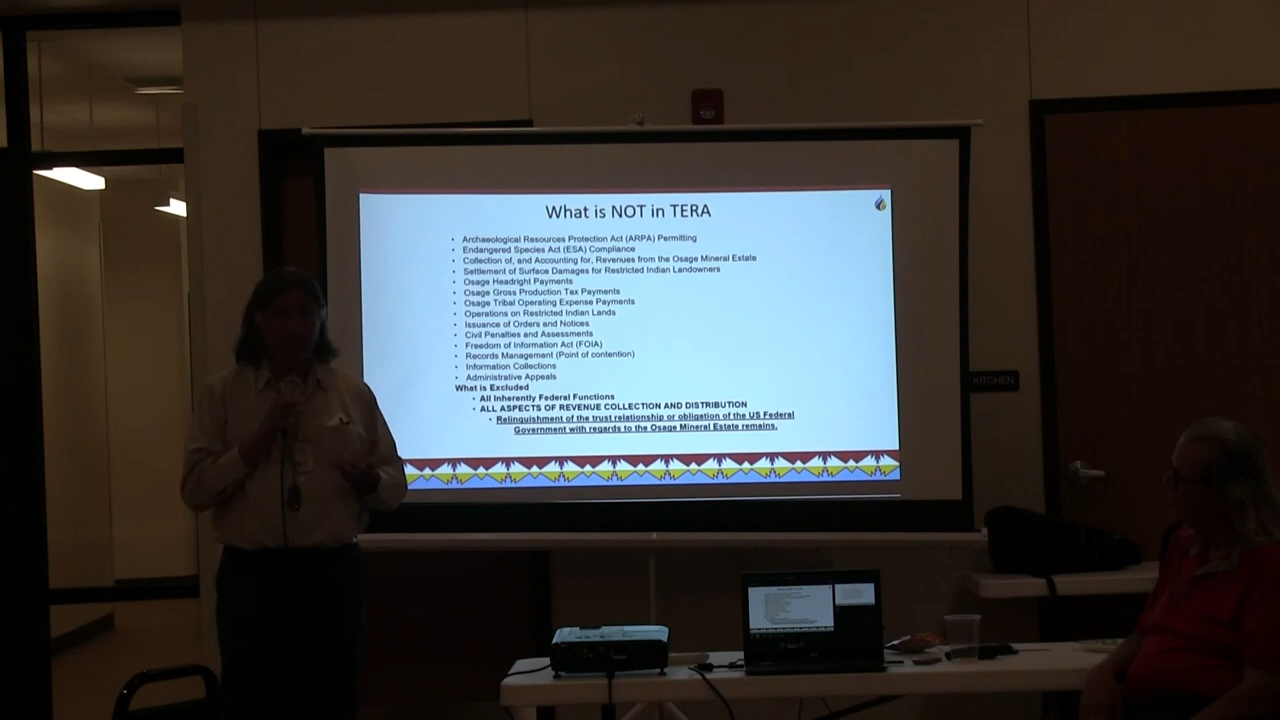 What is NOT in TERA
• Archaeological Resources Protection Act (ARPA) Permitting
• Endangered Species Act (ESA) Compliance
• Collection of, and Accounting for, Revenues from the Osage Mineral Estate
• Settlement of Surface Damages for Restricted Indian Landowners
• Osage Headright Payments
• Osage Gross Production Tax Payments
• Osage Tribal Operating Expense Payments
• Operations on Restricted Indian Lands
• Issuance of Orders and Notices
• Civil Penalties and Assessments
• Freedom of Information Act (FOIA)
• Records Management (Point of contention)
• Information Collections
• Administrative Appeals
What is Excluded
• All Inherently Federal Functions
• ALL ASPECTS OF REVENUE COLLECTION AND DISTRIBUTION
• Relinquishment of the trust relationship or obligation of the US Federal
Government with regards to the Osage Mineral Estate remains.
KITCHEN